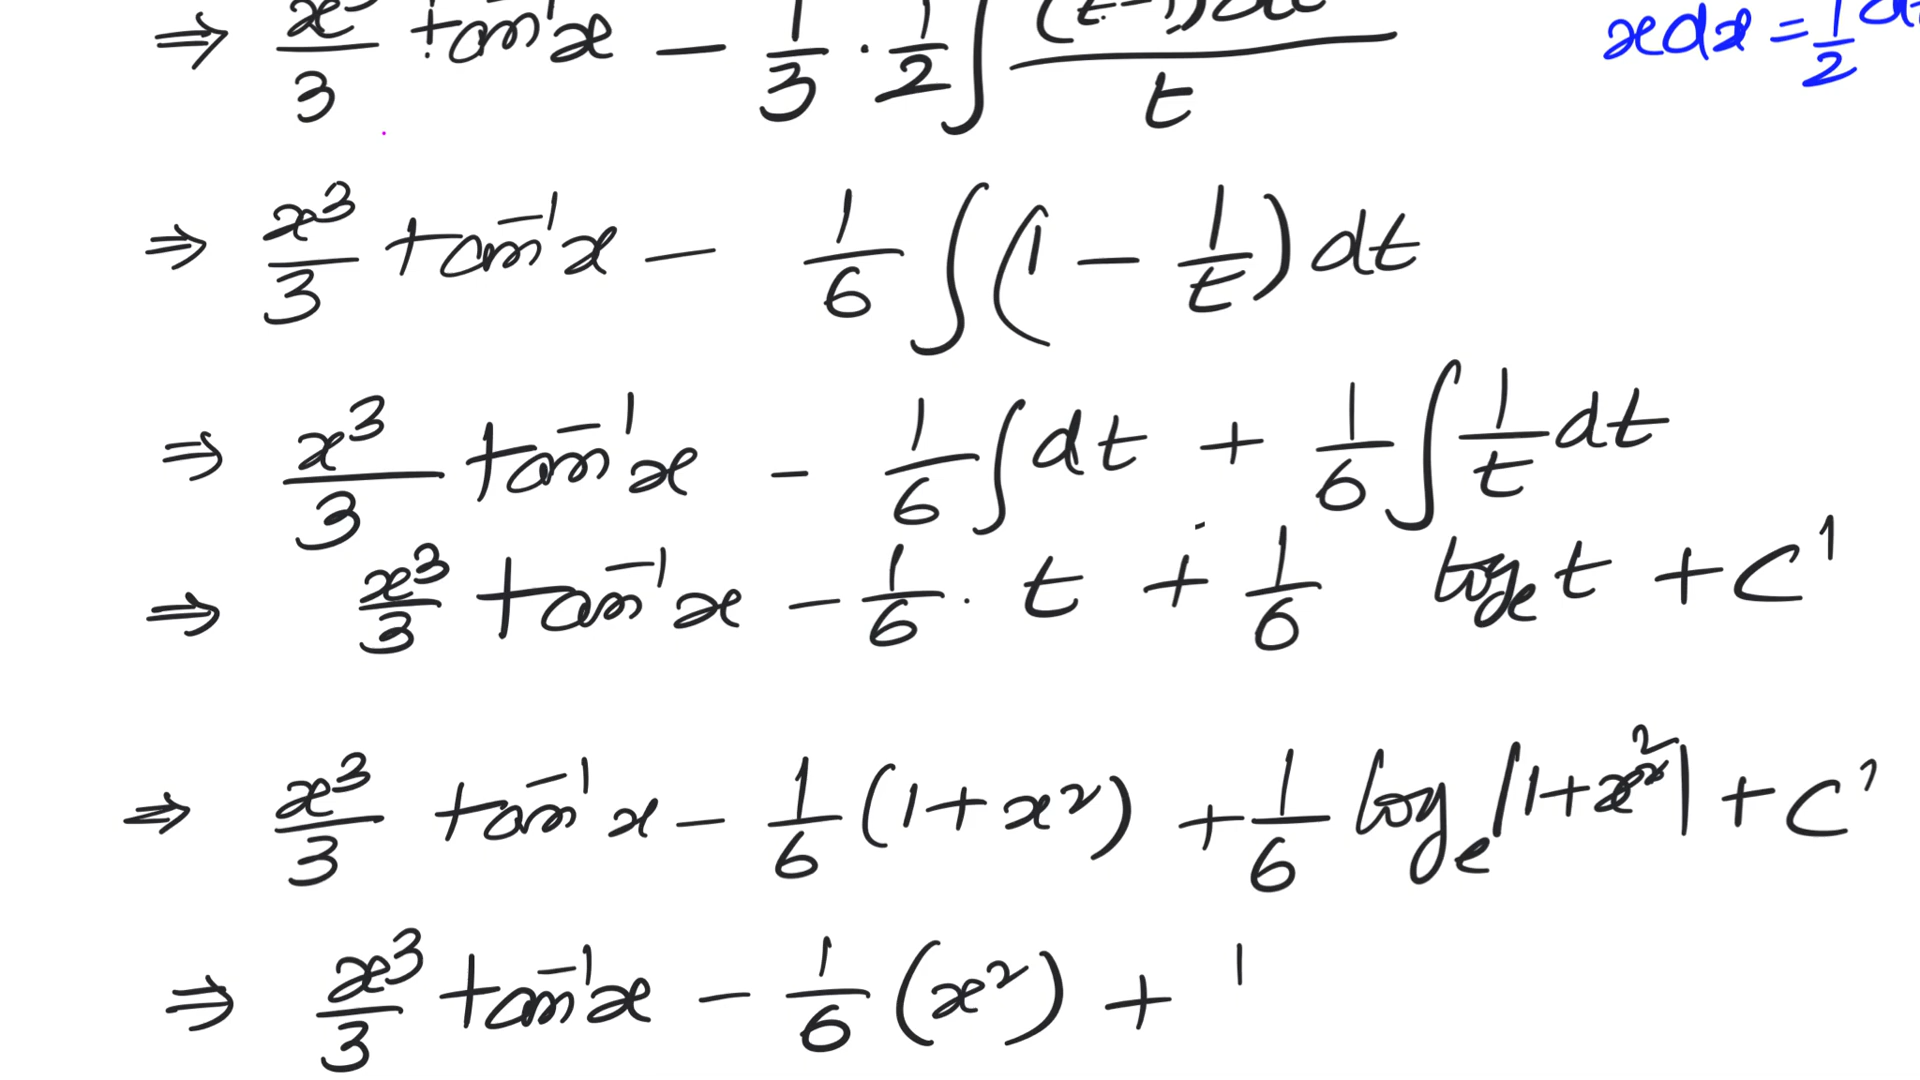 ⇒ x³/3 tan⁻¹x − 1/3 · 1/2 ∫ (t−1)dt / t
xdx = 1/2 dt
⇒ x³/3 tan⁻¹x − 1/6 ∫(1 − 1/t) dt
⇒ x³/3 tan⁻¹x − 1/6 ∫dt + 1/6 ∫ 1/t dt
⇒ x³/3 tan⁻¹x − 1/6 · t + 1/6 logₑ t + C'
⇒ x³/3 tan⁻¹x − 1/6 (1+x²) + 1/6 logₑ|1+x²| + C'
⇒ x³/3 tan⁻¹x − 1/6 (x²) + 1